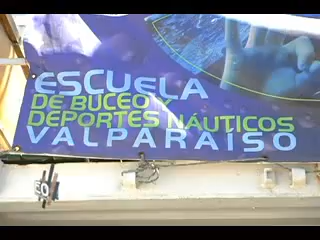 ESCUELA
DE BUCEO Y
DEPORTES NÁUTICOS
VALPARAÍSO